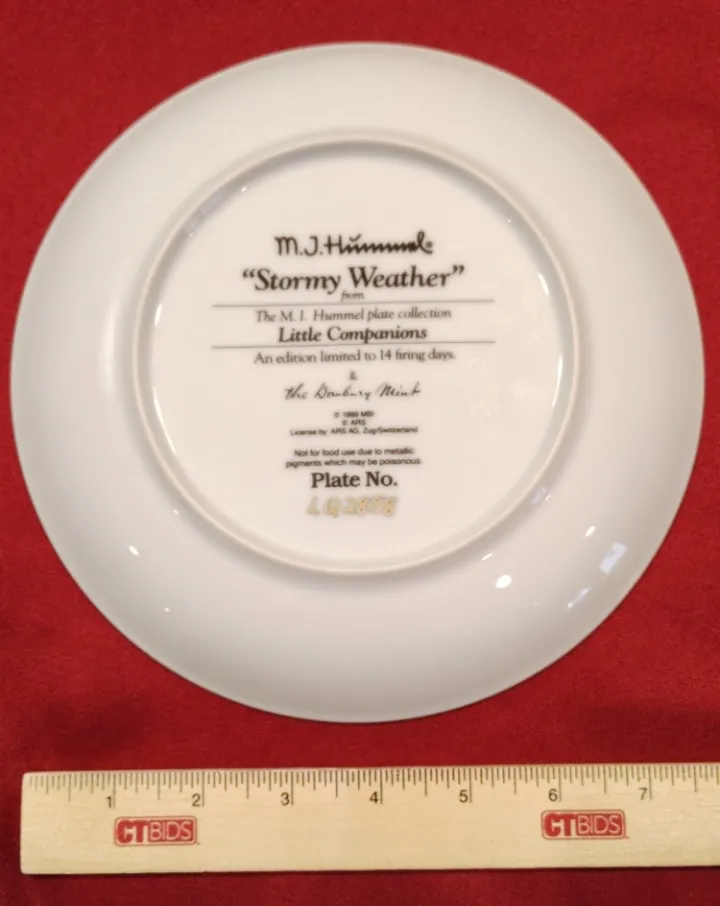 M.J.Hummel®
“Stormy Weather”
from
The M. I. Hummel plate collection
Little Companions
An edition limited to 14 firing days.
&
the Danbury Mint
© 1989 MBI
© ARS
License by ARS AG, Zug/Switzerland
Not for food use due to metallic
pigments which may be poisonous.
Plate No.
LQ2858
1 2 3 4 5 6 7
CTBIDS CTBIDS